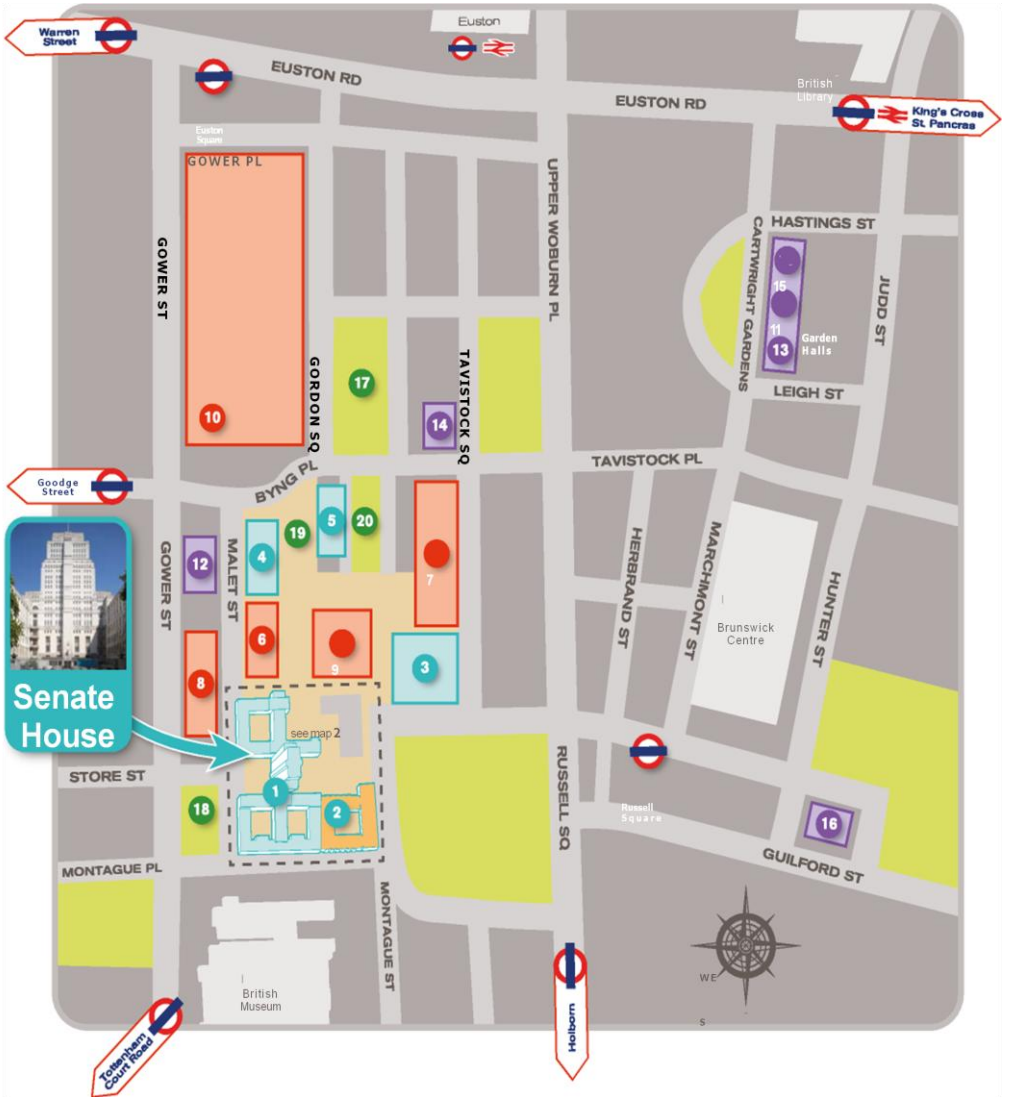 Warren
Street
Euston
EUSTON RD
EUSTON RD
British
Library
King's Cross
St. Pancras
Euston
Square
GOWER PL
GOWER ST
UPPER WOBURN PL
CARTWRIGHT GARDENS
HASTINGS ST
JUDD ST
15
11
13
Garden
Halls
LEIGH ST
GORDON SQ
17
TAVISTOCK SQ
14
10
BYNG PL
TAVISTOCK PL
Goodge
Street
GOWER ST
12
MALET ST
4
19
5
20
7
HERBRAND ST
MARCHMONT ST
HUNTER ST
Brunswick
Centre
6
9
3
8
Senate
House
see map 2
STORE ST
1
2
18
RUSSELL SQ
Russell
Square
16
GUILFORD ST
MONTAGUE PL
MONTAGUE ST
British
Museum
WE
S
Tottenham
Court Road
Holborn